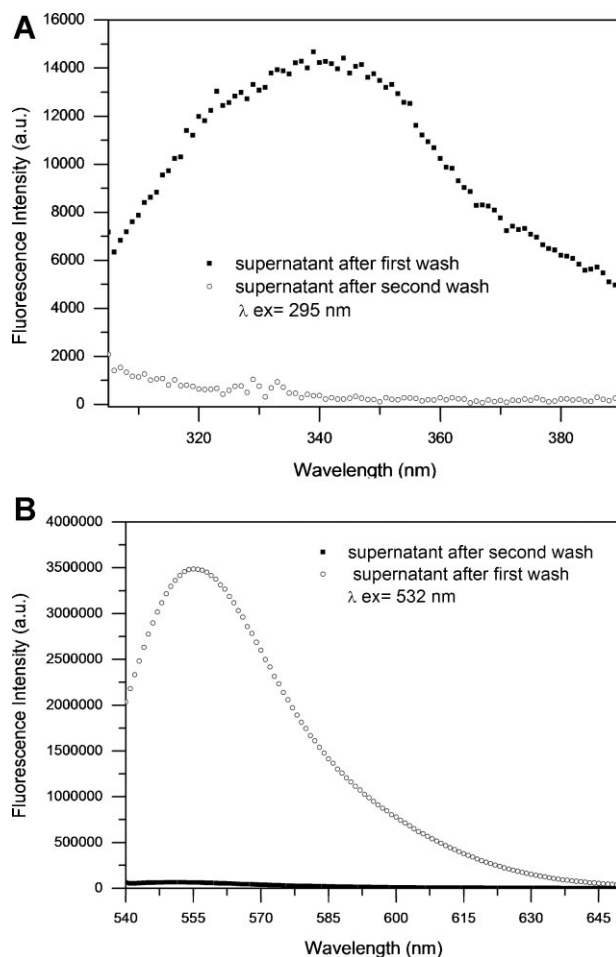 A
16000
14000
12000
10000
8000
6000
4000
2000
0
Fluorescence Intensity (a.u.)
supernatant after first wash
supernatant after second wash
λ ex= 295 nm
320 340 360 380
Wavelength (nm)
B
4000000
3500000
3000000
2500000
2000000
1500000
1000000
500000
0
Fluorescence Intensity (a.u.)
supernatant after second wash
supernatant after first wash
λ ex= 532 nm
540 555 570 585 600 615 630 645
Wavelength (nm)